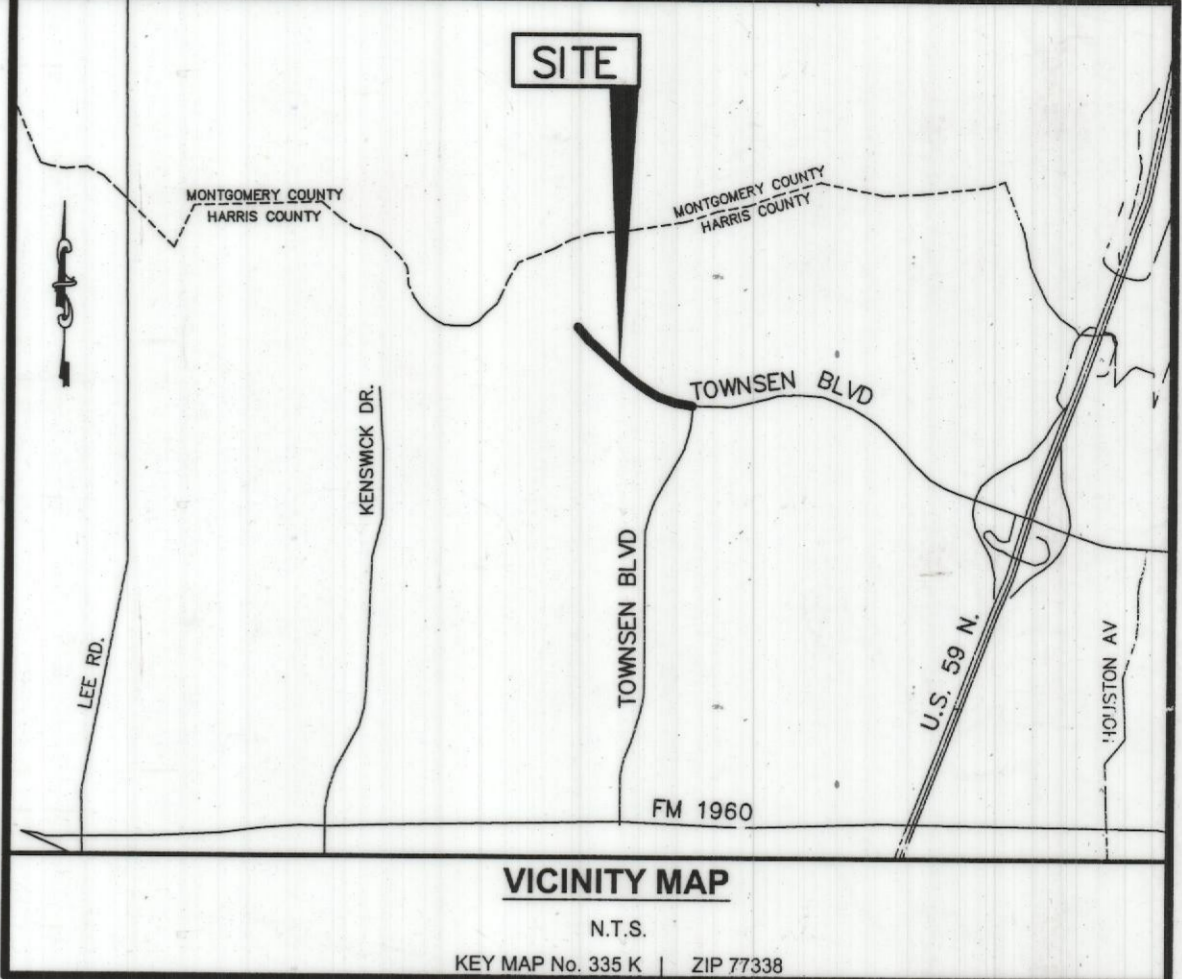 SITE
MONTGOMERY COUNTY
HARRIS COUNTY
MONTGOMERY COUNTY
HARRIS COUNTY
TOWNSEN BLVD
KENSWICK DR.
TOWNSEN BLVD
LEE RD.
U.S. 59 N.
HOUSTON AV
FM 1960
VICINITY MAP
N.T.S.
KEY MAP No. 335 K | ZIP 77338